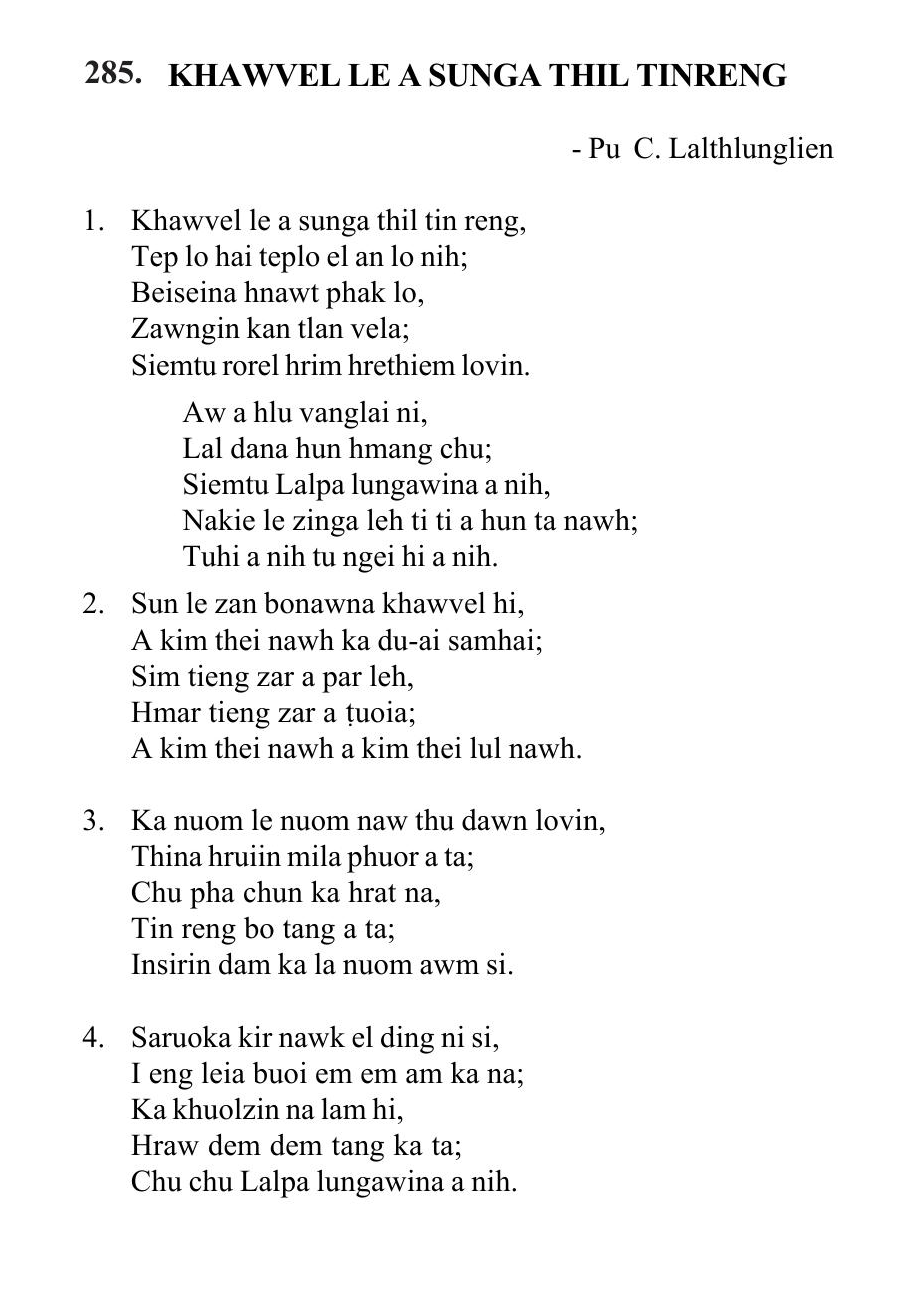 285. KHAWVEL LE A SUNGA THIL TINRENG
- Pu C. Lalthlunglien
1. Khawvel le a sunga thil tin reng,
Tep lo hai teplo el an lo nih;
Beiseina hnawt phak lo,
Zawngin kan tlan vela;
Siemtu rorel hrim hrethiem lovin.
Aw a hlu vanglai ni,
Lal dana hun hmang chu;
Siemtu Lalpa lungawina a nih,
Nakie le zinga leh ti ti a hun ta nawh;
Tuhi a nih tu ngei hi a nih.
2. Sun le zan bonawna khawvel hi,
A kim thei nawh ka du-ai samhai;
Sim tieng zar a par leh,
Hmar tieng zar a ṭuoia;
A kim thei nawh a kim thei lul nawh.
3. Ka nuom le nuom naw thu dawn lovin,
Thina hruiin mila phuor a ta;
Chu pha chun ka hrat na,
Tin reng bo tang a ta;
Insirin dam ka la nuom awm si.
4. Saruoka kir nawk el ding ni si,
I eng leia buoi em em am ka na;
Ka khuolzin na lam hi,
Hraw dem dem tang ka ta;
Chu chu Lalpa lungawina a nih.